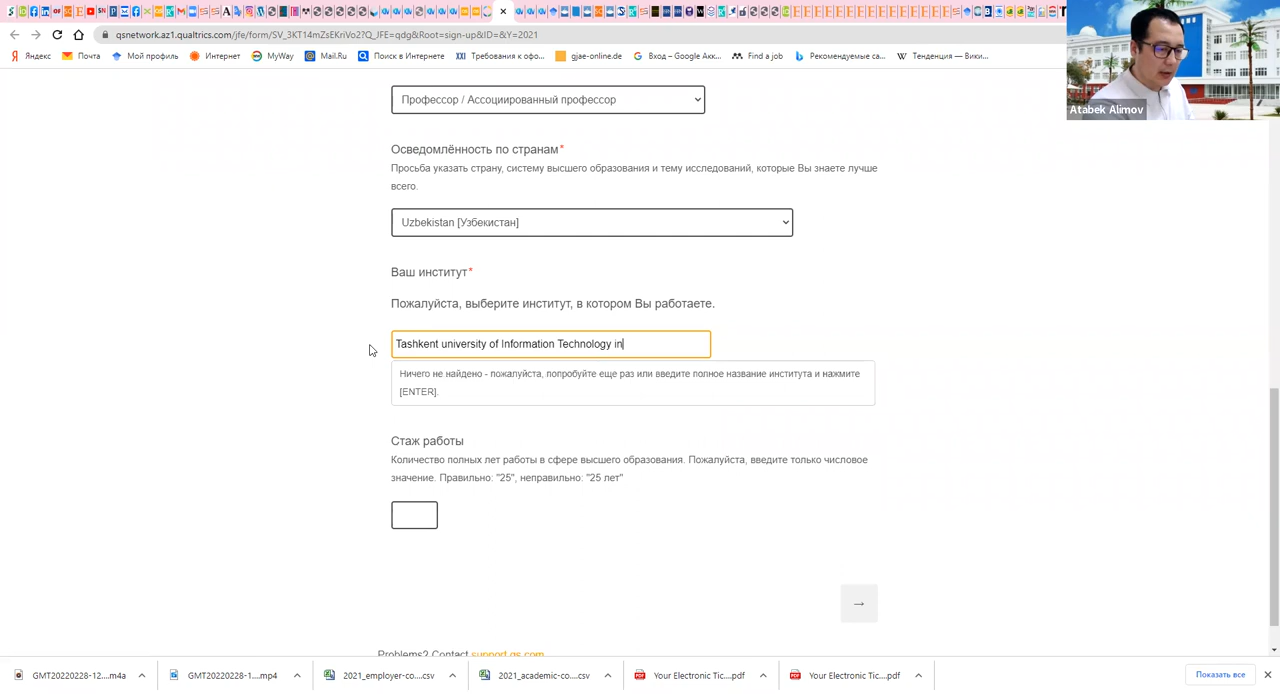 qsnetwork.az1.qualtrics.com/jfe/form/SV_3KT14mZsEKriVo2?Q_JFE=qdg&Root=sign-up&ID=&Y=2021
Яндекс
Почта
Мой профиль
Интернет
MyWay
Mail.Ru
Поиск в Интернете
Требования к офо...
gjae-online.de
Вход – Google Акк...
Find a job
Рекомендуемые са...
Тенденция — Вики...
Atabek Alimov
Профессор / Ассоциированный профессор
Осведомлённость по странам*
Просьба указать страну, систему высшего образования и тему исследований, которые Вы знаете лучше
всего.
Uzbekistan [Узбекистан]
Ваш институт*
Пожалуйста, выберите институт, в котором Вы работаете.
Tashkent university of Information Technology in
Ничего не найдено - пожалуйста, попробуйте еще раз или введите полное название института и нажмите
[ENTER].
Стаж работы
Количество полных лет работы в сфере высшего образования. Пожалуйста, введите только числовое
значение. Правильно: "25", неправильно: "25 лет"
→
Problems? Contact support.qs.com
GMT20220228-12....m4a
GMT20220228-1....mp4
2021_employer-co....csv
2021_academic-co....csv
Your Electronic Tic....pdf
Your Electronic Tic....pdf
Показать все